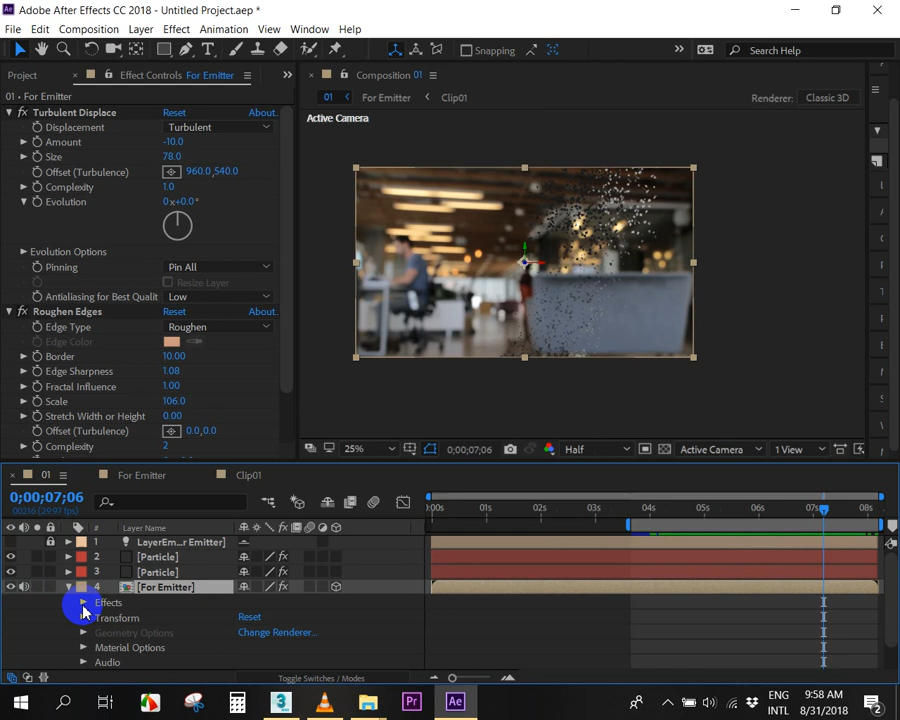 Adobe After Effects CC 2018 - Untitled Project.aep *
File Edit Composition Layer Effect Animation View Window Help
Snapping Search Help
Project Effect Controls For Emitter
Composition 01
01 • For Emitter
01 For Emitter Clip01
Renderer: Classic 3D
Active Camera
fx Turbulent Displace Reset About.
Displacement Turbulent
Amount -10.0
Size 78.0
Offset (Turbulence) 960.0,540.0
Complexity 1.0
Evolution 0x+0.0°
Evolution Options
Pinning Pin All
Resize Layer
Antialiasing for Best Qualit Low
fx Roughen Edges Reset About.
Edge Type Roughen
Edge Color
Border 10.00
Edge Sharpness 1.08
Fractal Influence 1.00
Scale 106.0
Stretch Width or Height 0.00
Offset (Turbulence) 0.0,0.0
Complexity 2
25% 0;00;07;06 Half Active Camera 1 View
01 For Emitter Clip01
0;00;07;06
00216 (29.97 fps)
:00s 01s 02s 03s 04s 05s 06s 07s 08s
# Layer Name
1 LayerEm...r Emitter]
2 [Particle]
3 [Particle]
4 [For Emitter]
Effects
Transform Reset
Geometry Options Change Renderer...
Material Options
Audio
Toggle Switches / Modes
3 MAX Pr Ae
ENG
INTL
9:58 AM
8/31/2018
2